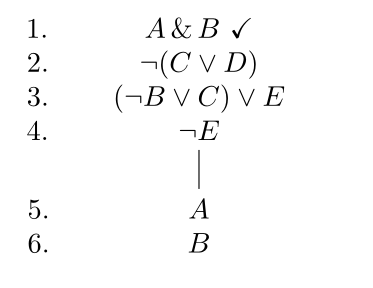 1. A & B ✓
2. ¬(C ∨ D)
3. (¬B ∨ C) ∨ E
4. ¬E
5. A
6. B